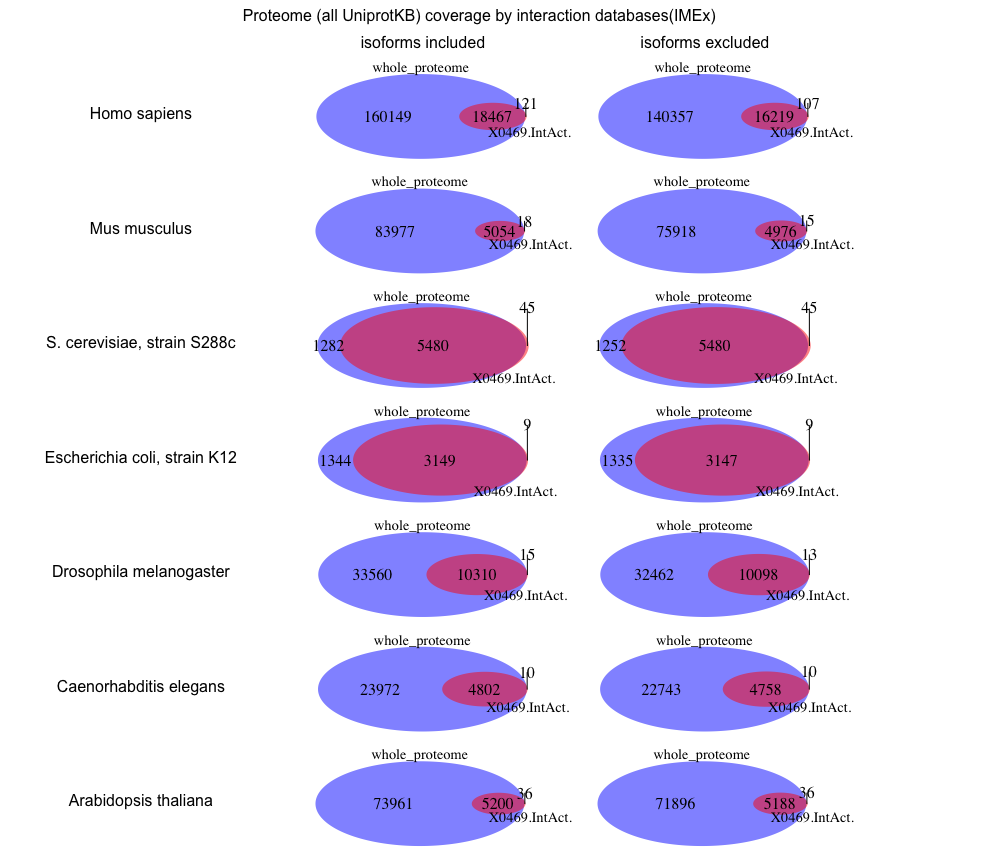 Proteome (all UniprotKB) coverage by interaction databases(IMEx)
isoforms included isoforms excluded
whole_proteome whole_proteome
121 107
Homo sapiens 160149 18467 140357 16219
X0469.IntAct. X0469.IntAct.
whole_proteome whole_proteome
18 15
Mus musculus 83977 5054 75918 4976
X0469.IntAct. X0469.IntAct.
whole_proteome whole_proteome
45 45
S. cerevisiae, strain S288c 1282 5480 1252 5480
X0469.IntAct. X0469.IntAct.
whole_proteome whole_proteome
9 9
Escherichia coli, strain K12 1344 3149 1335 3147
X0469.IntAct. X0469.IntAct.
whole_proteome whole_proteome
15 13
Drosophila melanogaster 33560 10310 32462 10098
X0469.IntAct. X0469.IntAct.
whole_proteome whole_proteome
10 10
Caenorhabditis elegans 23972 4802 22743 4758
X0469.IntAct. X0469.IntAct.
whole_proteome whole_proteome
36 36
Arabidopsis thaliana 73961 5200 71896 5188
X0469.IntAct. X0469.IntAct.